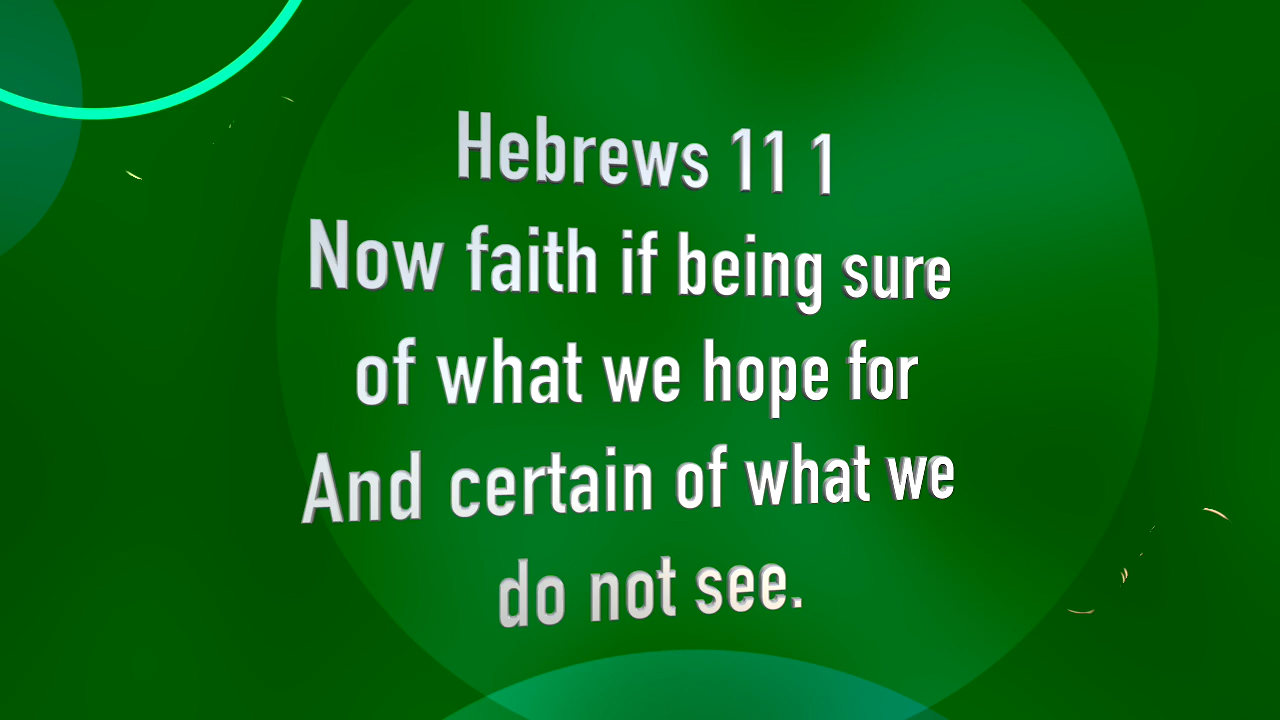 Hebrews 11 1
Now faith if being sure
of what we hope for
And certain of what we
do not see.